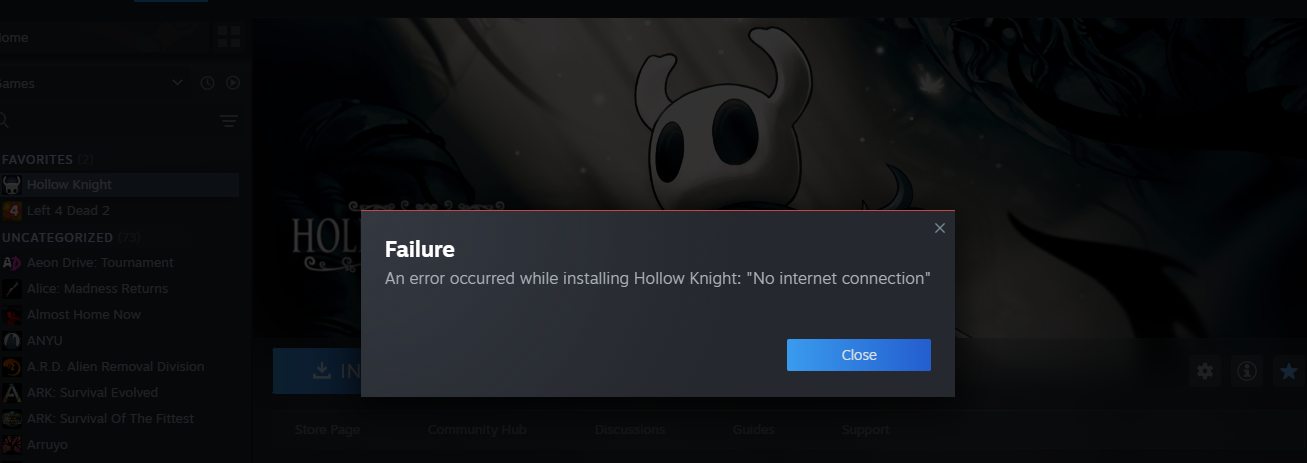 Home
Games
FAVORITES (2)
Hollow Knight
Left 4 Dead 2
UNCATEGORIZED (73)
Aeon Drive: Tournament
Alice: Madness Returns
Almost Home Now
ANYU
A.R.D. Alien Removal Division
ARK: Survival Evolved
ARK: Survival Of The Fittest
Arruyo
HOL
Failure
An error occurred while installing Hollow Knight: "No internet connection"
Close
IN
Store Page
Community Hub
Discussions
Guides
Support